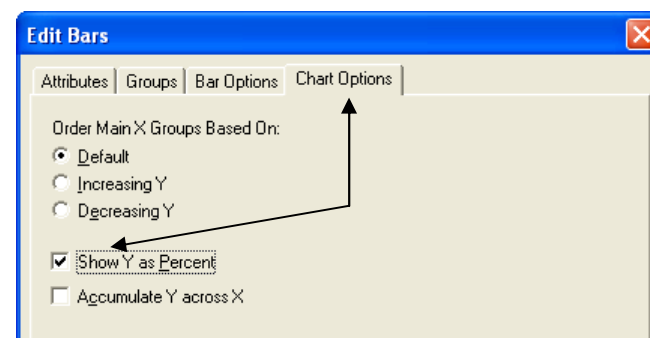 Edit Bars
Attributes Groups Bar Options Chart Options
Order Main X Groups Based On:
Default
Increasing Y
Decreasing Y
Show Y as Percent
Accumulate Y across X